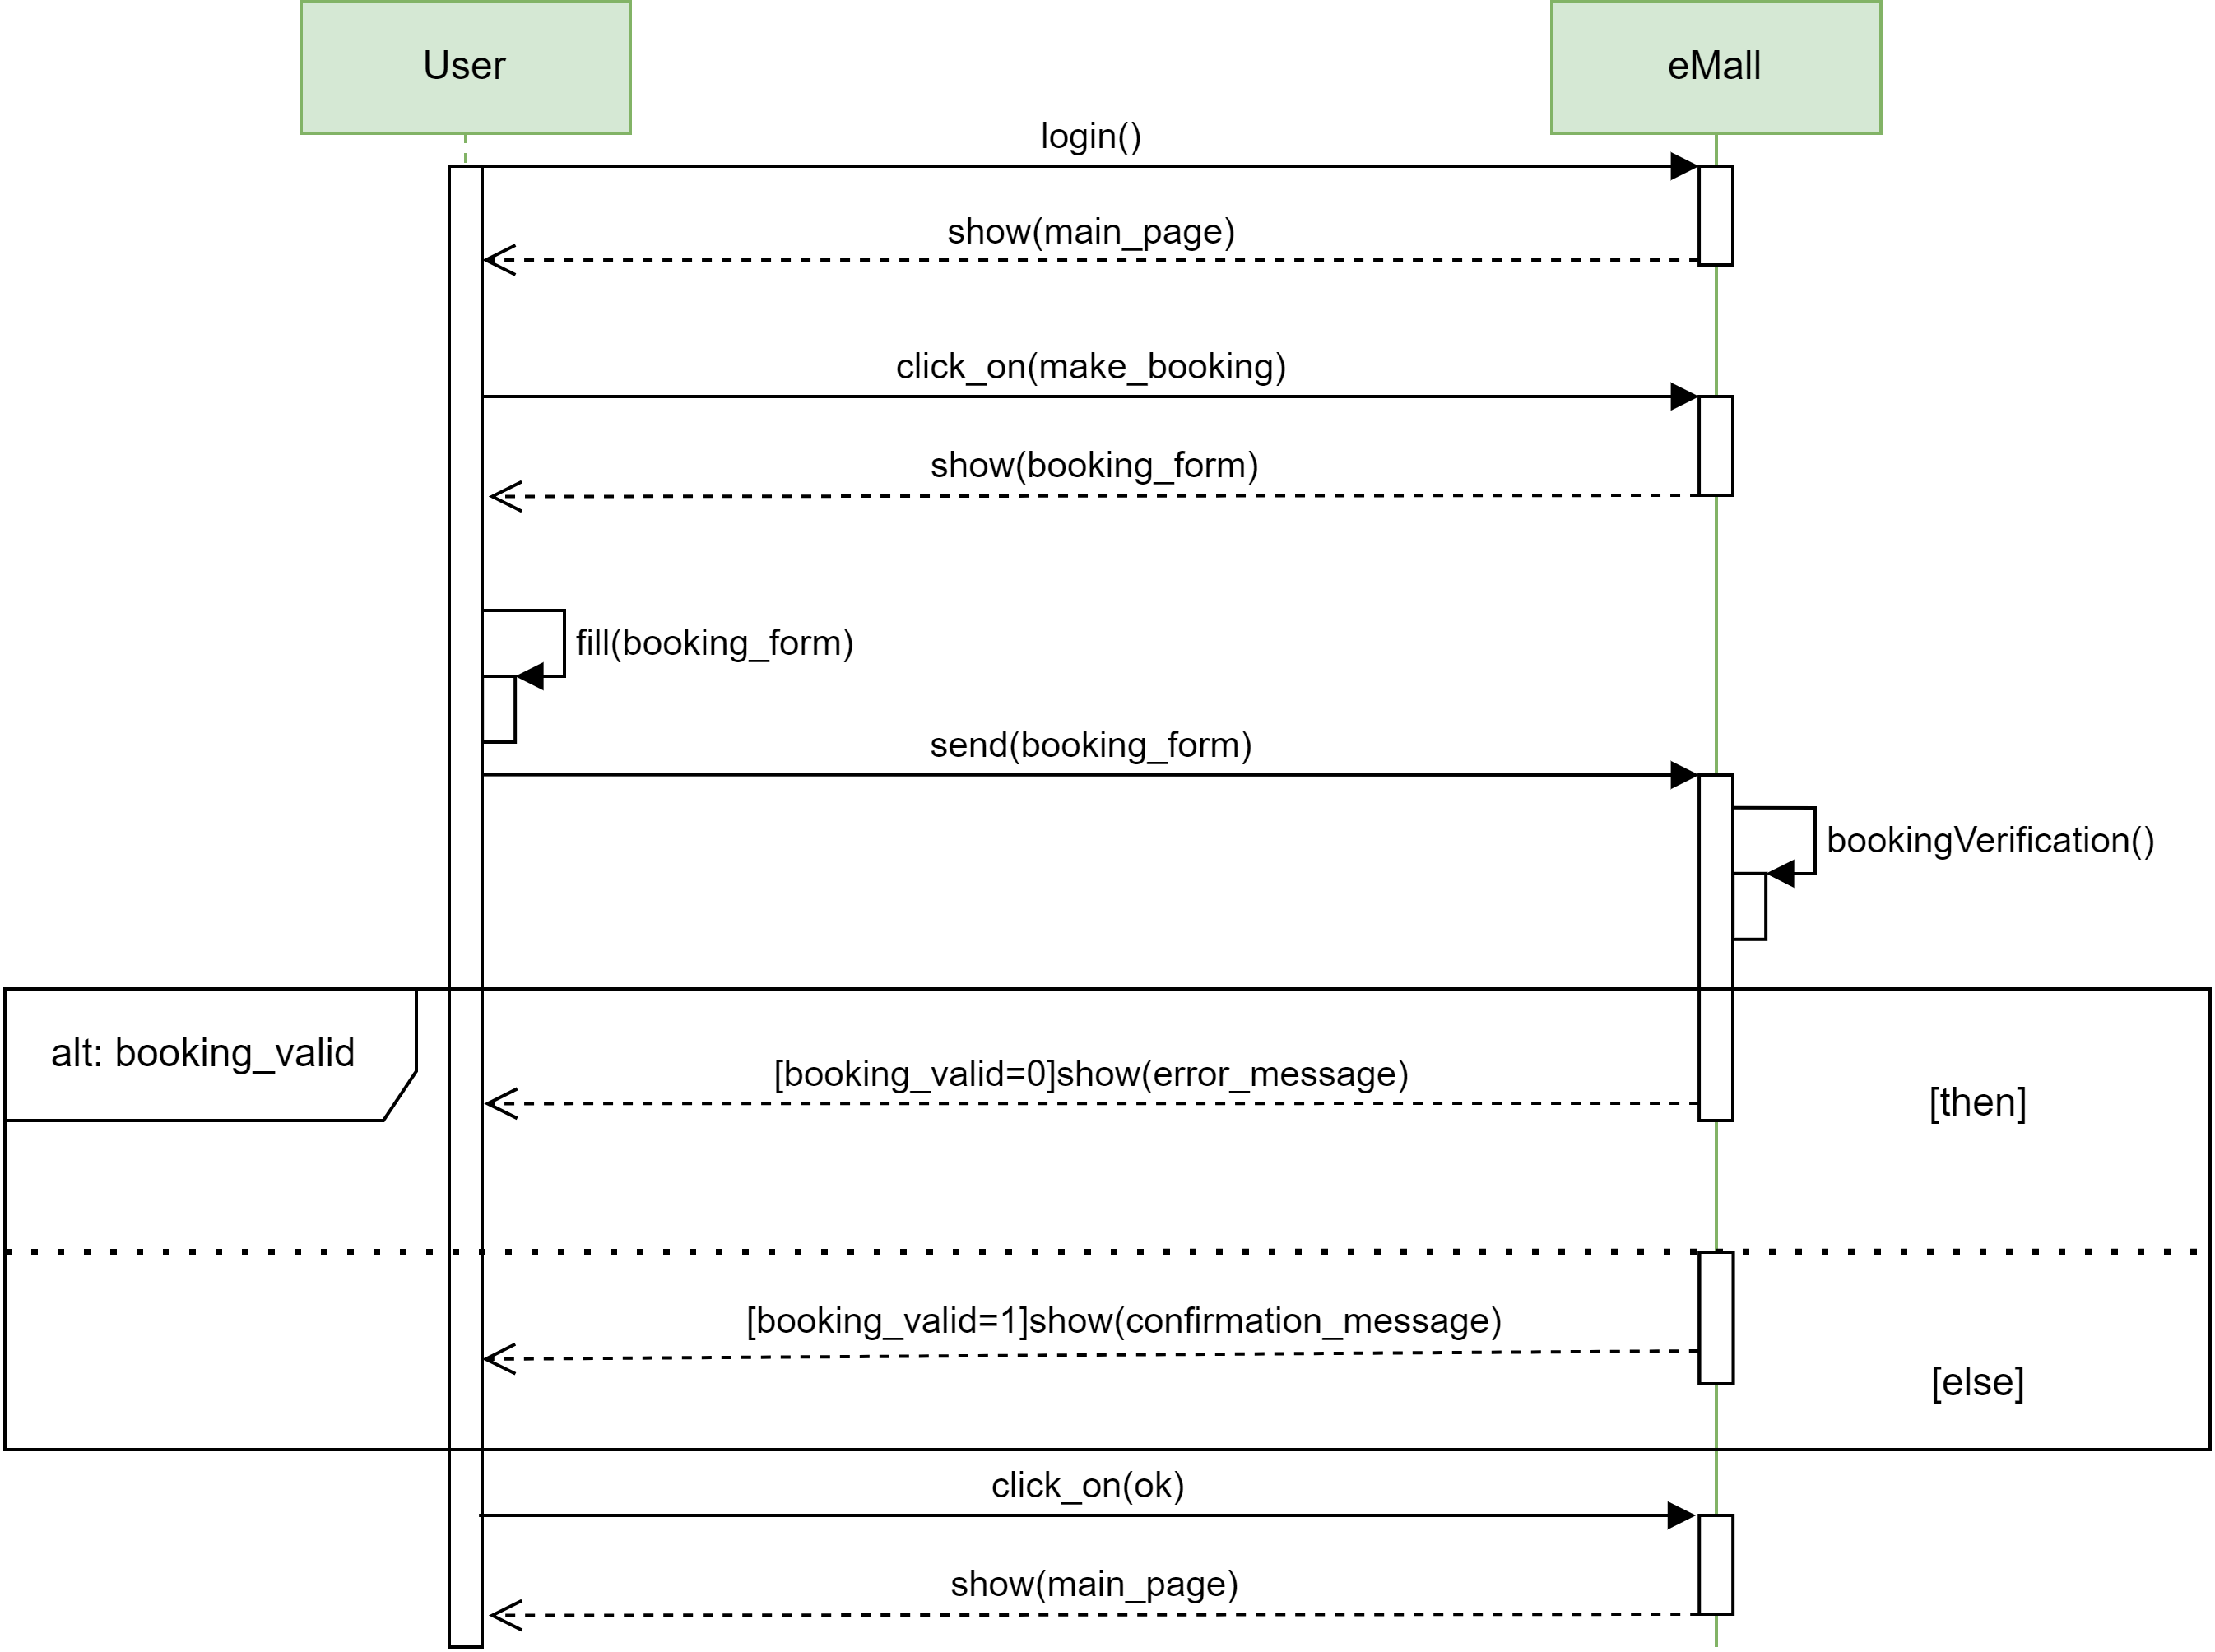 User
eMall
login()
show(main_page)
click_on(make_booking)
show(booking_form)
fill(booking_form)
send(booking_form)
bookingVerification()
alt: booking_valid
[booking_valid=0]show(error_message)
[then]
[booking_valid=1]show(confirmation_message)
[else]
click_on(ok)
show(main_page)